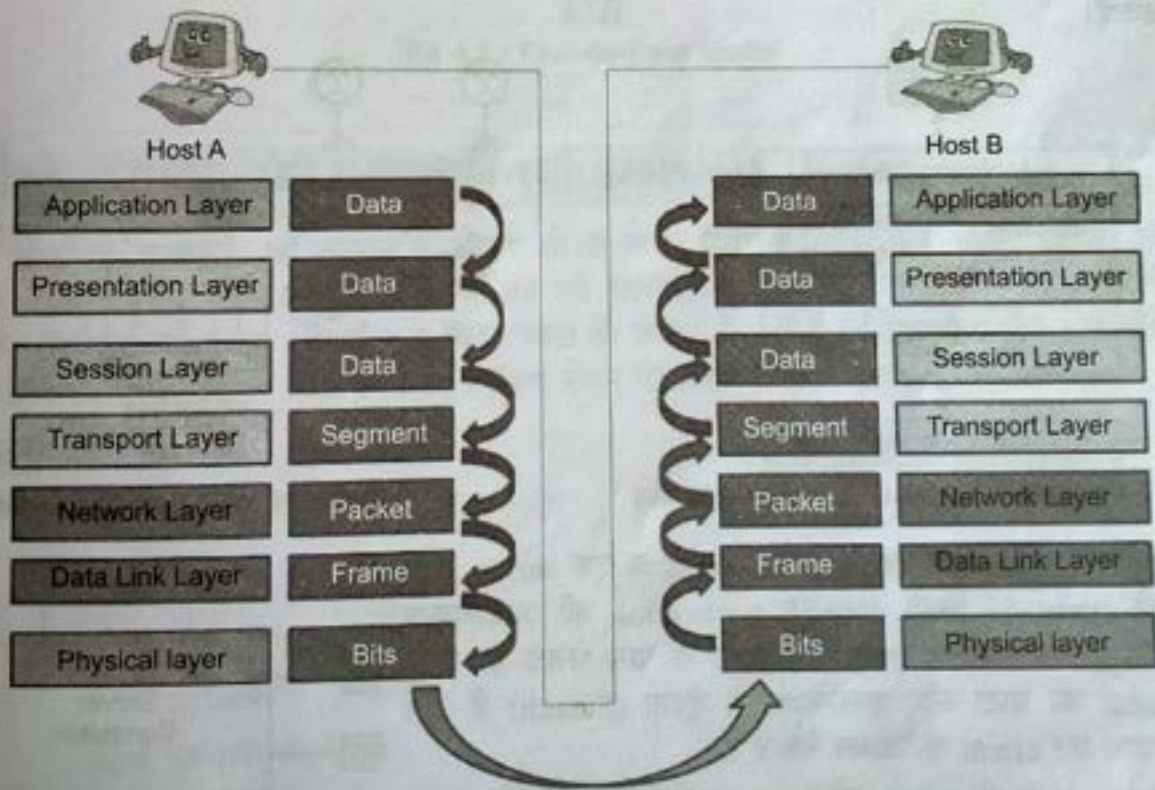 Host A
Host B
Application Layer Data Data Application Layer
Presentation Layer Data Data Presentation Layer
Session Layer Data Data Session Layer
Transport Layer Segment Segment Transport Layer
Network Layer Packet Packet Network Layer
Data Link Layer Frame Frame Data Link Layer
Physical layer Bits Bits Physical layer